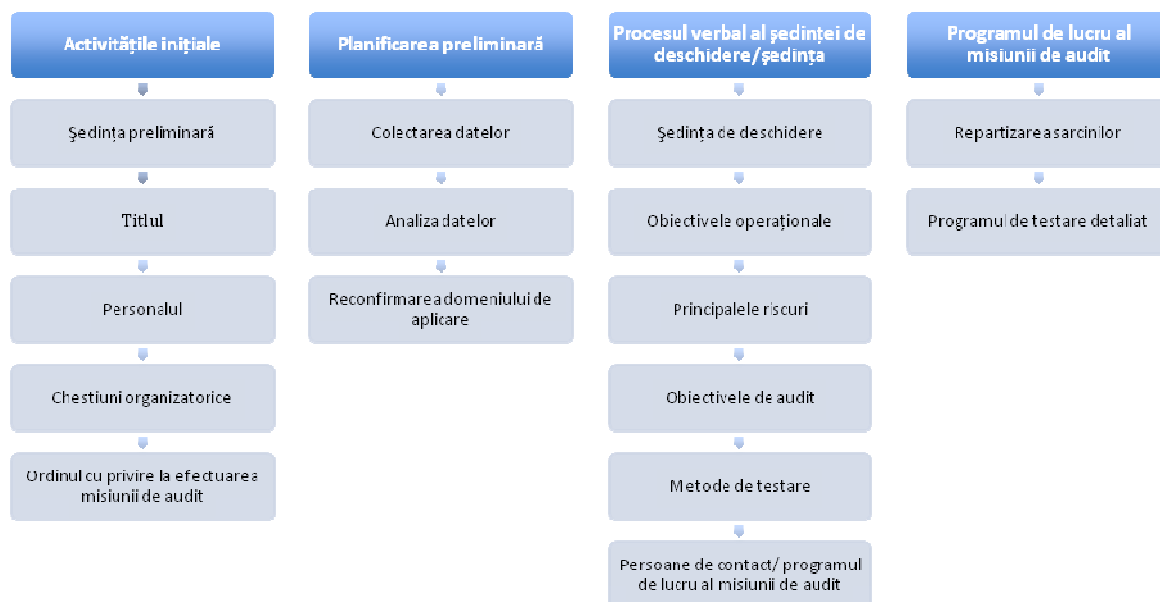 Activitățile inițiale
Ședința preliminară
Titlul
Personalul
Chestiuni organizatorice
Ordinul cu privire la efectuarea
misiunii de audit
Planificarea preliminară
Colectarea datelor
Analiza datelor
Reconfirmarea domeniului de
aplicare
Procesul verbal al ședinței de
deschidere/ședința
Ședința de deschidere
Obiectivele operaționale
Principalele riscuri
Obiectivele de audit
Metode de testare
Persoane de contact/ programul
de lucru al misiunii de audit
Programul de lucru al
misiunii de audit
Repartizarea sarcinilor
Programul de testare detaliat